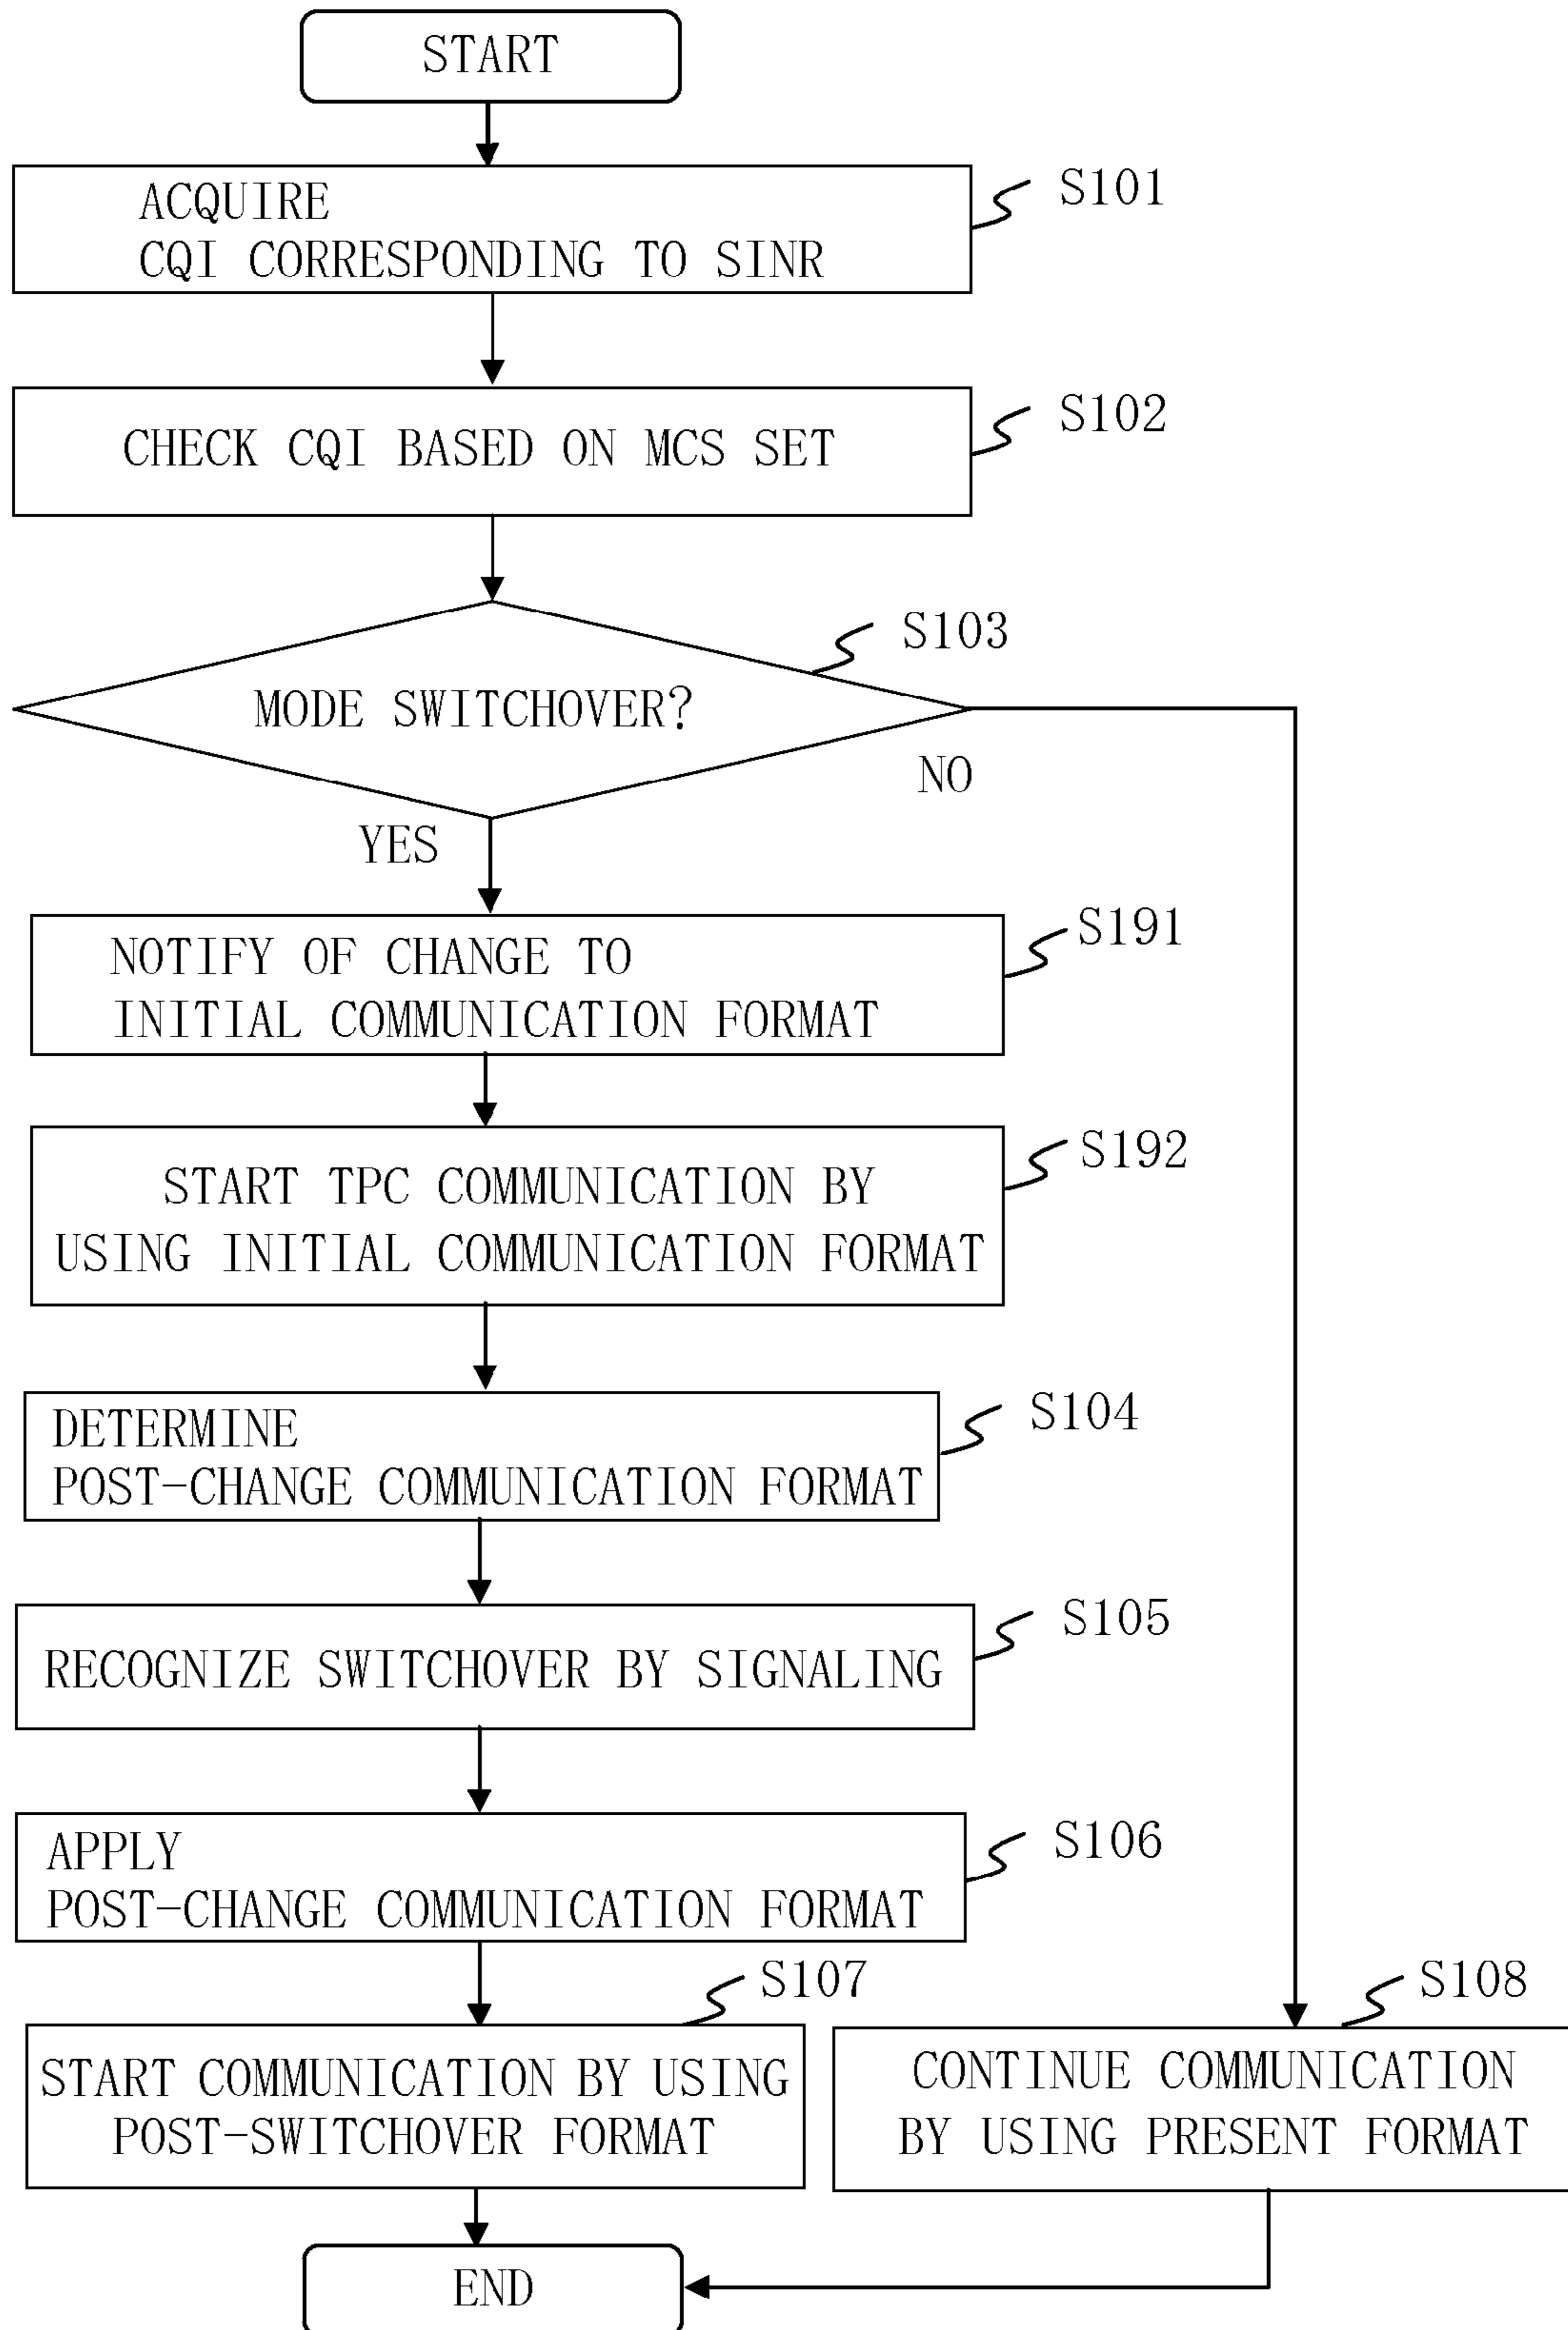 START
ACQUIRE
CQI CORRESPONDING TO SINR
S101
CHECK CQI BASED ON MCS SET
S102
MODE SWITCHOVER?
S103
NO
YES
NOTIFY OF CHANGE TO
INITIAL COMMUNICATION FORMAT
S191
START TPC COMMUNICATION BY
USING INITIAL COMMUNICATION FORMAT
S192
DETERMINE
POST-CHANGE COMMUNICATION FORMAT
S104
RECOGNIZE SWITCHOVER BY SIGNALING
S105
APPLY
POST-CHANGE COMMUNICATION FORMAT
S106
START COMMUNICATION BY USING
POST-SWITCHOVER FORMAT
S107
CONTINUE COMMUNICATION
BY USING PRESENT FORMAT
S108
END